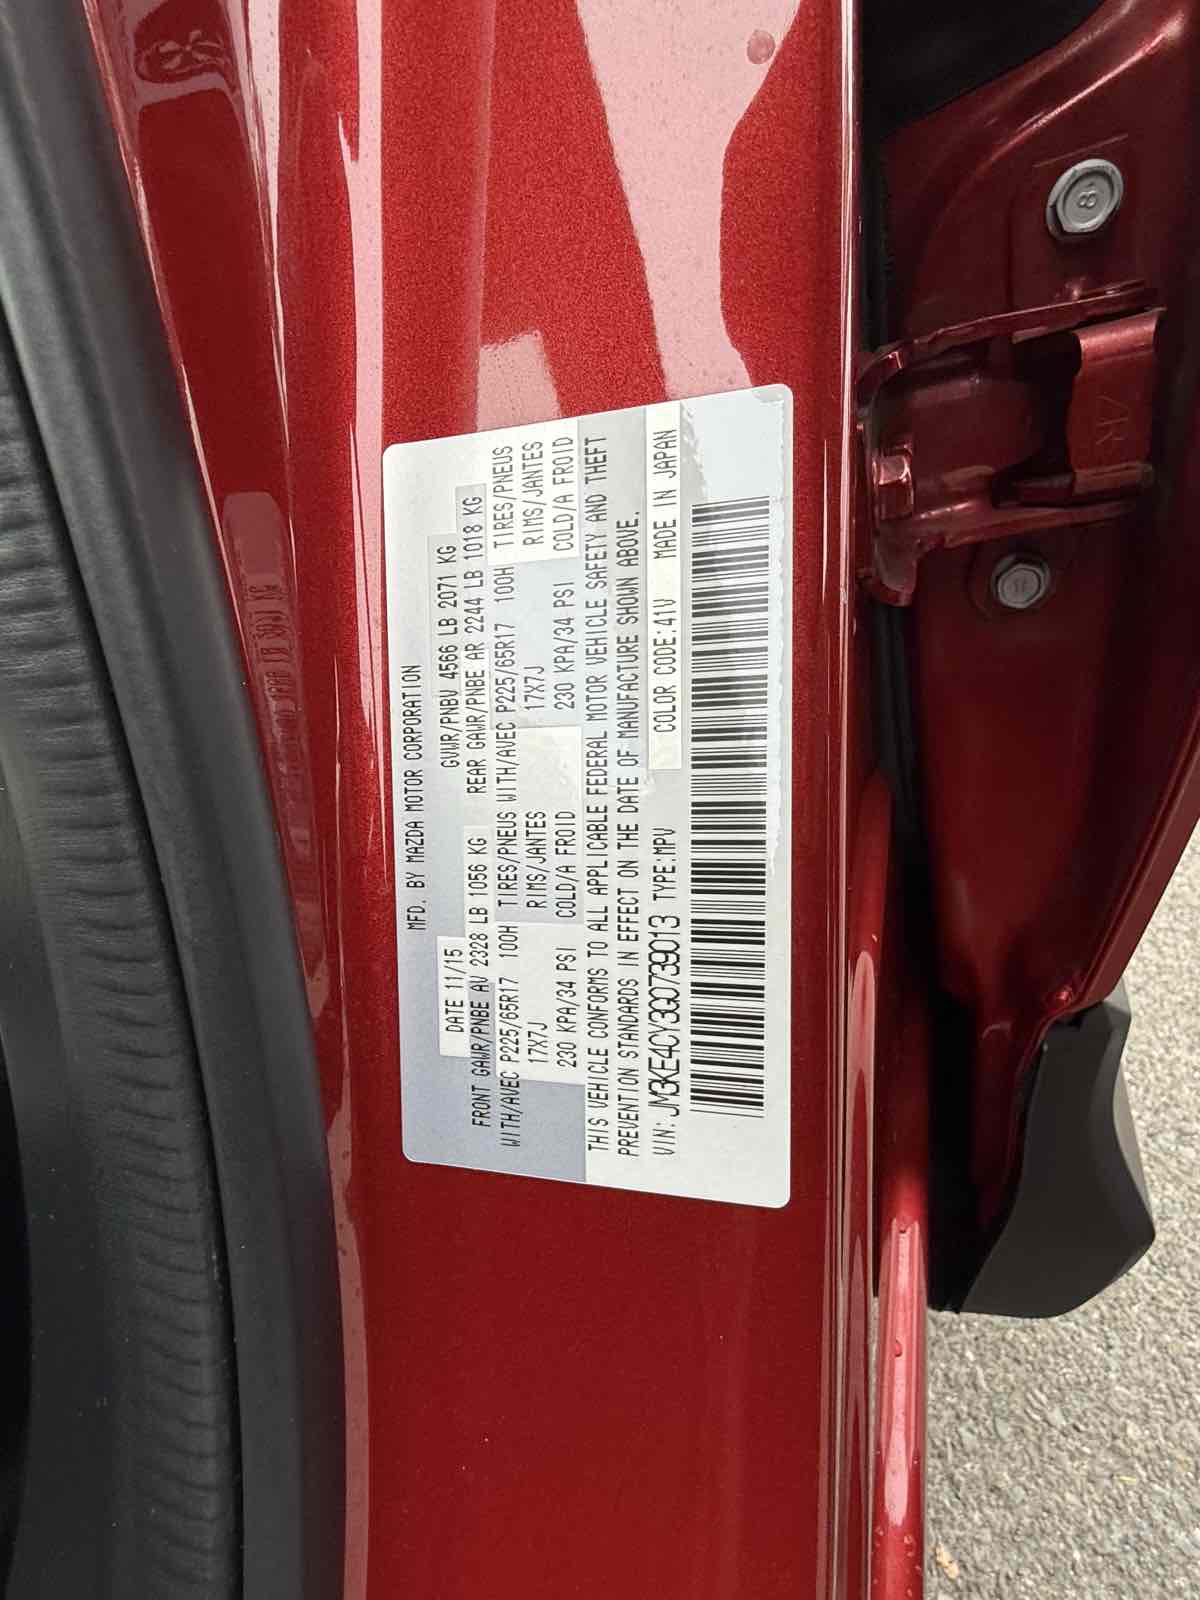 MFD. BY MAZDA MOTOR CORPORATION
DATE 11/15 GVWR/PNBV 4566 LB 2071 KG
FRONT GAWR/PNBE AV 2328 LB 1056 KG REAR GAWR/PNBE AR 2244 LB 1018 KG
WITH/AVEC P225/65R17 100H TIRES/PNEUS WITH/AVEC P225/65R17 100H TIRES/PNEUS
17X7J RIMS/JANTES 17X7J RIMS/JANTES
230 KPA/34 PSI COLD/A FROID 230 KPA/34 PSI COLD/A FROID
THIS VEHICLE CONFORMS TO ALL APPLICABLE FEDERAL MOTOR VEHICLE SAFETY AND THEFT
PREVENTION STANDARDS IN EFFECT ON THE DATE OF MANUFACTURE SHOWN ABOVE.
VIN: JM3KE4CY3G0739013 TYPE:MPV COLOR CODE:41V MADE IN JAPAN
8